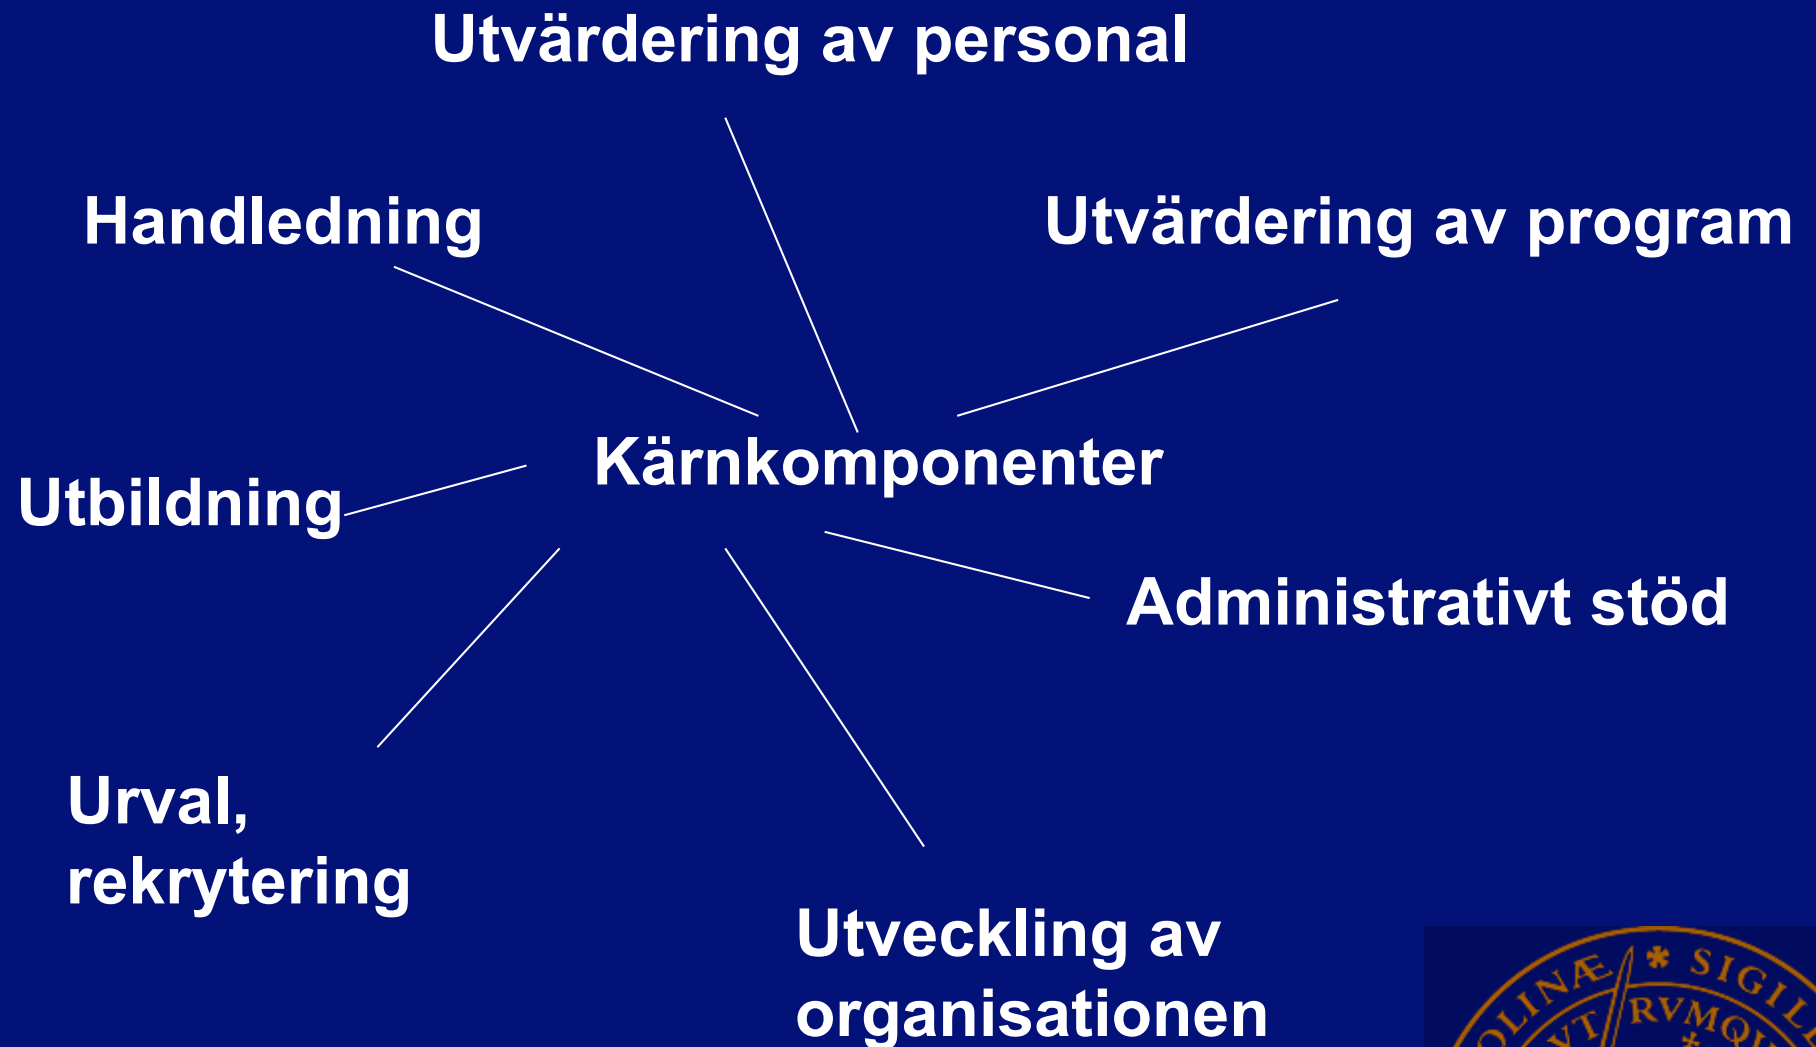 Utvärdering av personal
Handledning
Utvärdering av program
Kärnkomponenter
Utbildning
Administrativt stöd
Urval,
rekrytering
Utveckling av
organisationen